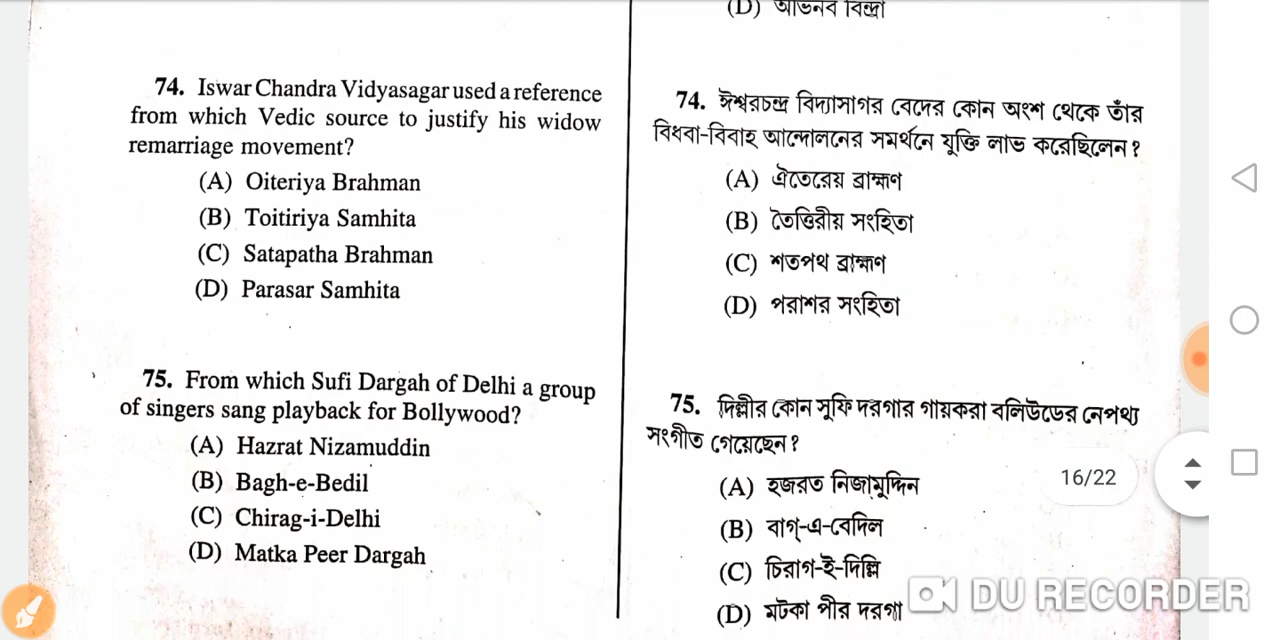 74. Iswar Chandra Vidyasagar used a reference
from which Vedic source to justify his widow
remarriage movement?
(A) Oiteriya Brahman
(B) Toitiriya Samhita
(C) Satapatha Brahman
(D) Parasar Samhita
75. From which Sufi Dargah of Delhi a group
of singers sang playback for Bollywood?
(A) Hazrat Nizamuddin
(B) Bagh-e-Bedil
(C) Chirag-i-Delhi
(D) Matka Peer Dargah
(D) অভিনব বিন্দ্রা
74. ঈশ্বরচন্দ্র বিদ্যাসাগর বেদের কোন অংশ থেকে তাঁর
বিধবা-বিবাহ আন্দোলনের সমর্থনে যুক্তি লাভ করেছিলেন?
(A) ঐতেরেয় ব্রাহ্মণ
(B) তৈত্তিরীয় সংহিতা
(C) শতপথ ব্রাহ্মণ
(D) পরাশর সংহিতা
75. দিল্লীর কোন সুফি দরগার গায়করা বলিউডের নেপথ্য
সংগীত গেয়েছেন?
(A) হজরত নিজামুদ্দিন
(B) বাগ্-এ-বেদিল
(C) চিরাগ-ই-দিল্লি
(D) মটকা পীর দরগা
16/22
DU RECORDER